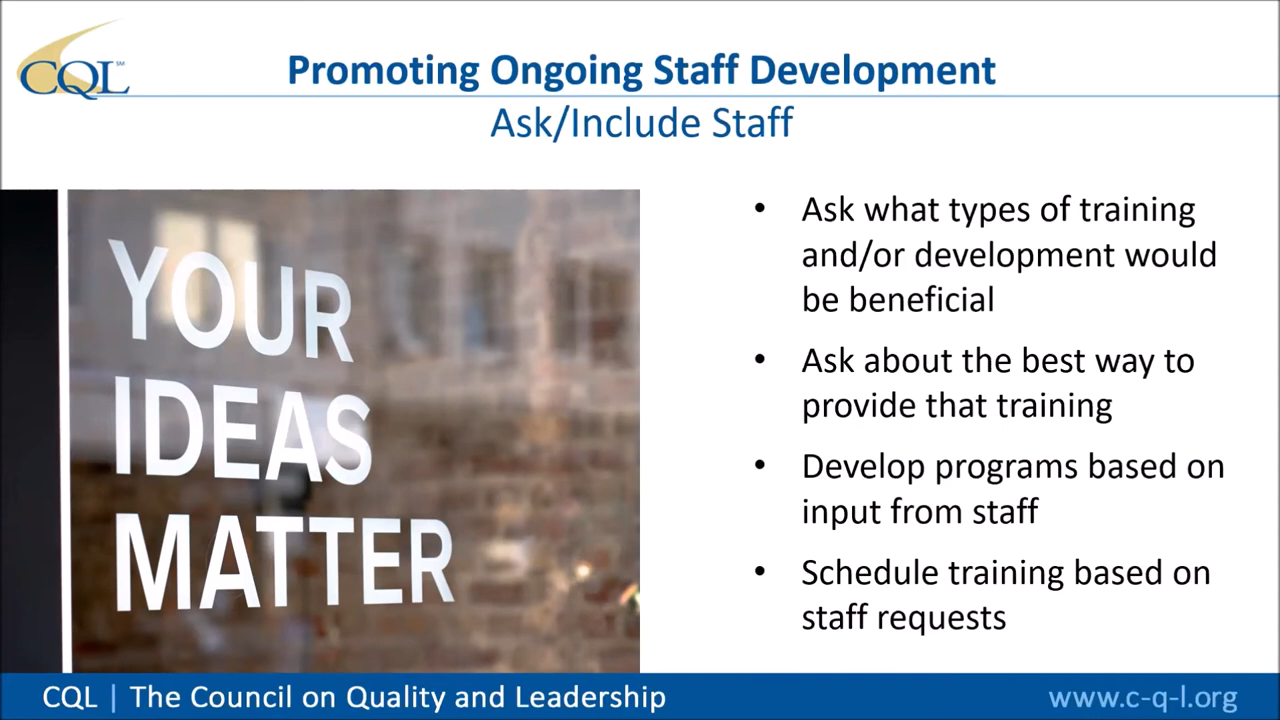 CQL℠
Promoting Ongoing Staff Development
Ask/Include Staff
YOUR
IDEAS
MATTER
• Ask what types of training
and/or development would
be beneficial
• Ask about the best way to
provide that training
• Develop programs based on
input from staff
• Schedule training based on
staff requests
CQL | The Council on Quality and Leadership
www.c-q-l.org